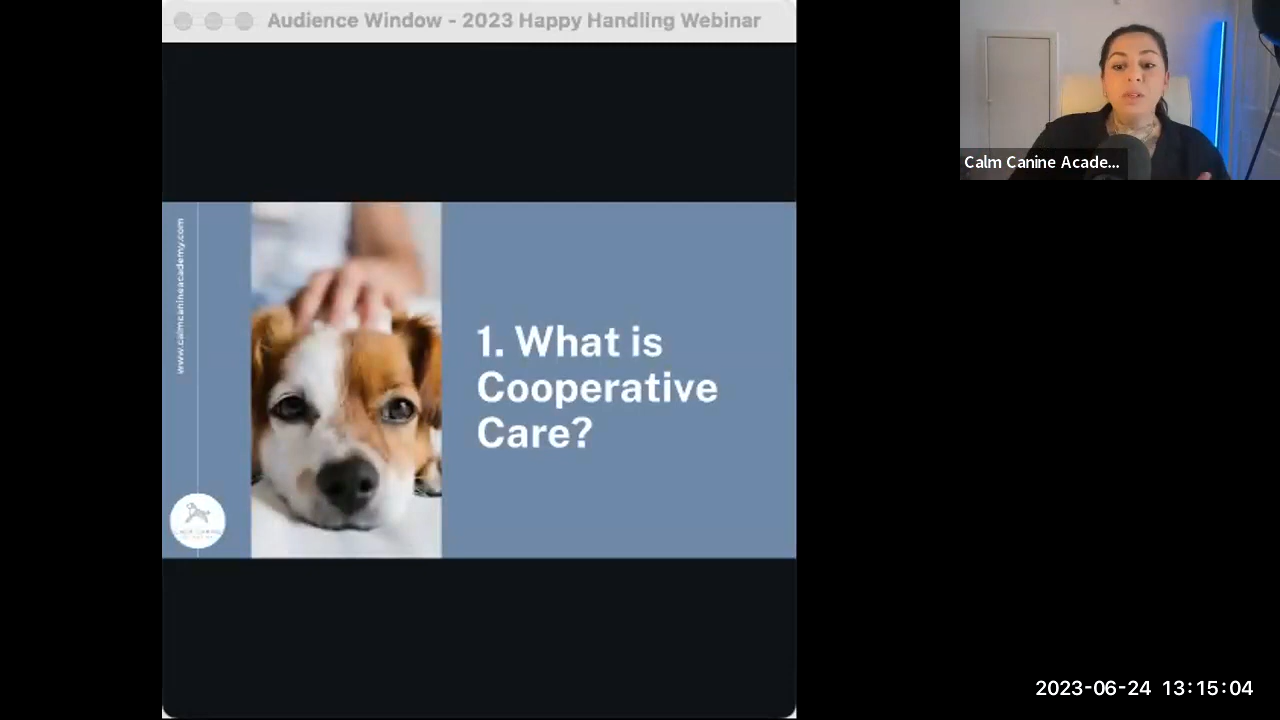 Audience Window - 2023 Happy Handling Webinar
Calm Canine Acade...
www.calmcanineacademy.com
1. What is
Cooperative
Care?
2023-06-24 13:15:04